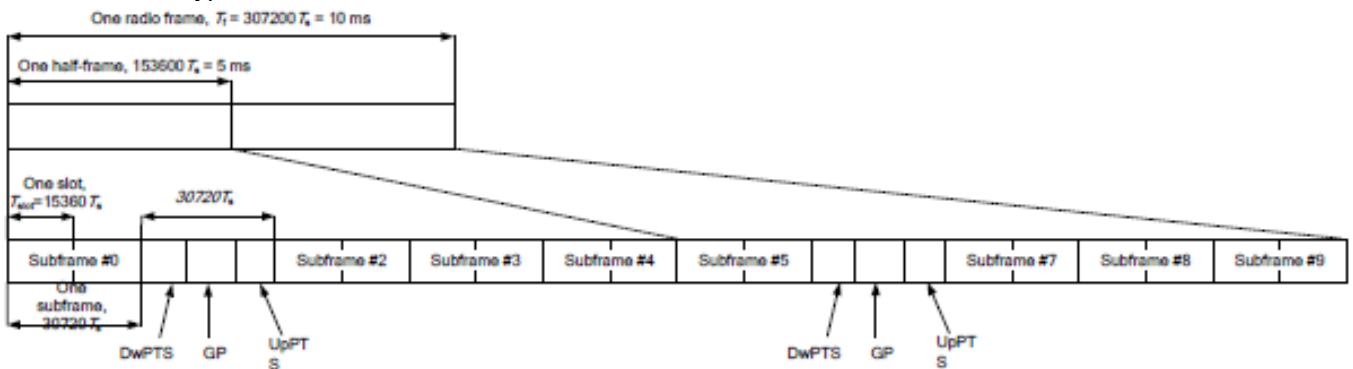 One radio frame, Tf = 307200 Ts = 10 ms
One half-frame, 153600 Ts = 5 ms
One slot,
Tslot=15360 Ts
30720Ts
Subframe #0
Subframe #2
Subframe #3
Subframe #4
Subframe #5
Subframe #7
Subframe #8
Subframe #9
One
subframe,
30720 Ts
DwPTS
GP
UpPT
S
DwPTS
GP
UpPT
S